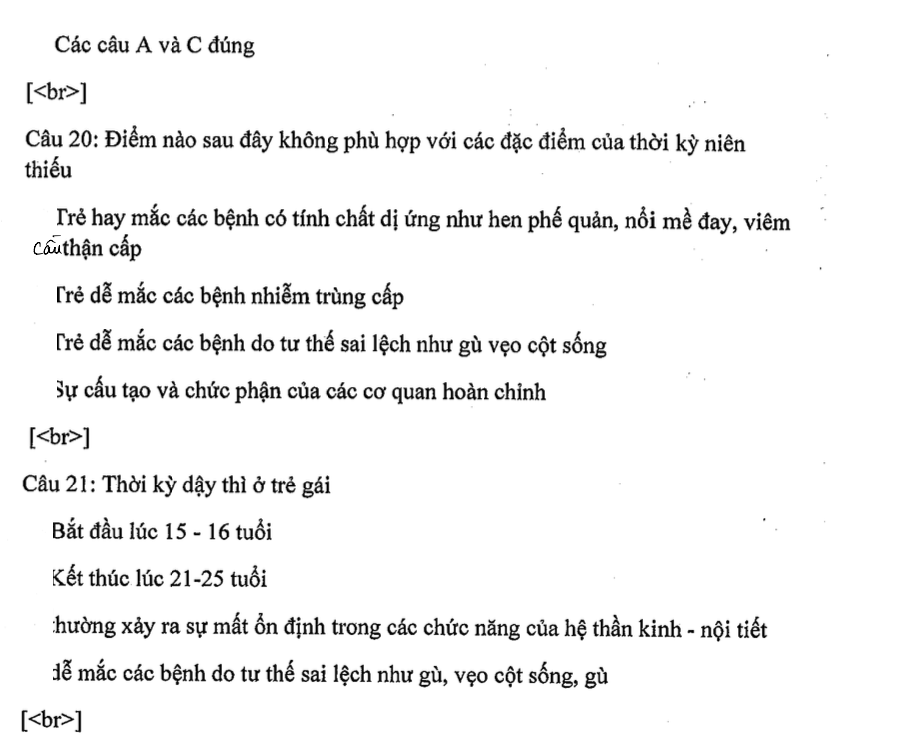 Các câu A và C đúng
[<br>]
Câu 20: Điểm nào sau đây không phù hợp với các đặc điểm của thời kỳ niên
thiếu
Trẻ hay mắc các bệnh có tính chất dị ứng như hen phế quản, nổi mề đay, viêm
cầu thận cấp
Trẻ dễ mắc các bệnh nhiễm trùng cấp
Trẻ dễ mắc các bệnh do tư thế sai lệch như gù vẹo cột sống
Sự cấu tạo và chức phận của các cơ quan hoàn chỉnh
[<br>]
Câu 21: Thời kỳ dậy thì ở trẻ gái
Bắt đầu lúc 15 - 16 tuổi
Kết thúc lúc 21-25 tuổi
thường xảy ra sự mất ổn định trong các chức năng của hệ thần kinh - nội tiết
dễ mắc các bệnh do tư thế sai lệch như gù, vẹo cột sống, gù
[<br>]